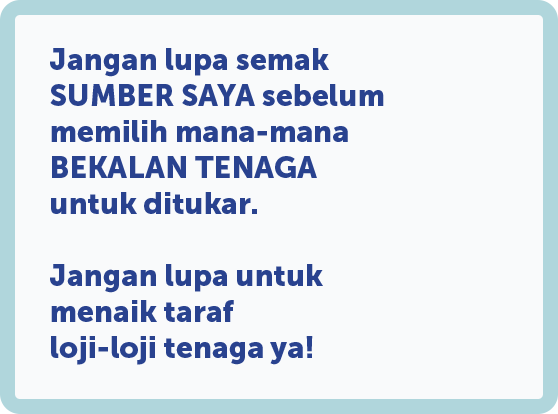 Jangan lupa semak
SUMBER SAYA sebelum
memilih mana-mana
BEKALAN TENAGA
untuk ditukar.
Jangan lupa untuk
menaik taraf
loji-loji tenaga ya!